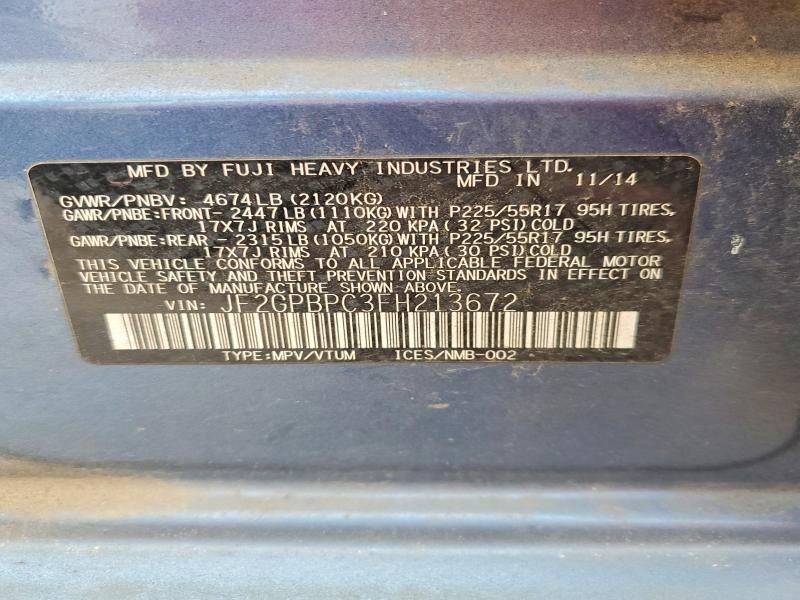 MFD BY FUJI HEAVY INDUSTRIES LTD.
MFD IN 11/14
GVWR/PNBV: 4674LB(2120KG)
GAWR/PNBE:FRONT- 2447LB(1110KG)WITH P225/55R17 95H TIRES,
17X7J RIMS AT 220 KPA(32 PSI)COLD
GAWR/PNBE:REAR - 2315LB(1050KG)WITH P225/55R17 95H TIRES,
17X7J RIMS AT 210 KPA(30 PSI)COLD
THIS VEHICLE CONFORMS TO ALL APPLICABLE FEDERAL MOTOR
VEHICLE SAFETY AND THEFT PREVENTION STANDARDS IN EFFECT ON
THE DATE OF MANUFACTURE SHOWN ABOVE.
VIN: JF2GPBPC3FH213672
TYPE:MPV/VTUM ICES/NMB-002